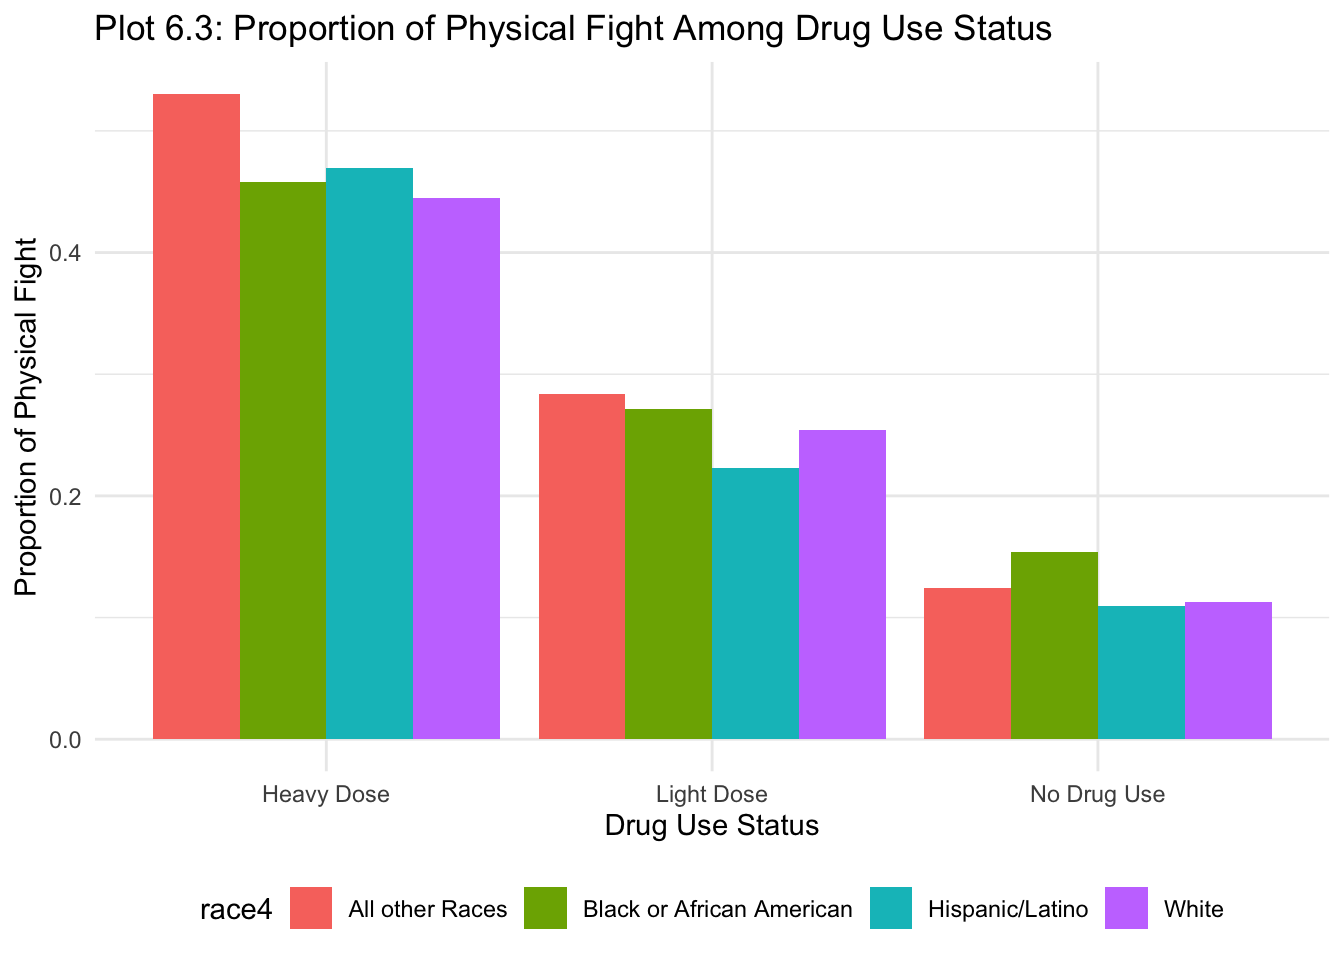 Plot 6.3: Proportion of Physical Fight Among Drug Use Status
Proportion of Physical Fight
0.4
0.2
0.0
Heavy Dose Light Dose No Drug Use
Drug Use Status
race4 All other Races Black or African American Hispanic/Latino White